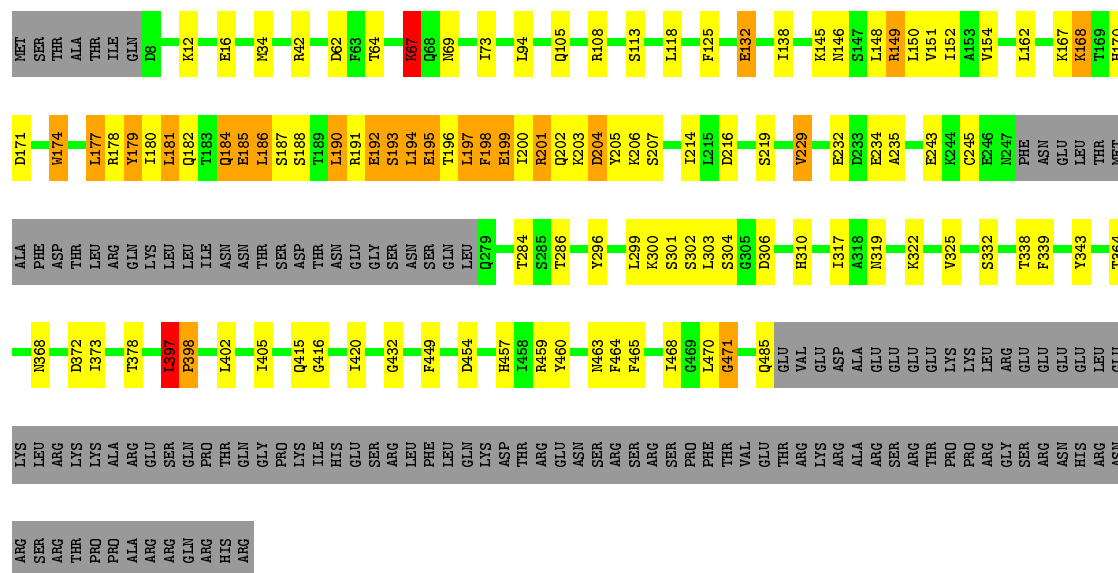 MET SER THR ALA THR ILE GLN D8 K12 E16 M34 R42 D62 F63 T64 K67 Q68 N69 I73 L94 Q105 R108 S113 L118 F125 E132 I138 K145 N146 S147 L148 R149 L150 V151 I152 A153 V154 L162 K167 K168 T169 H170
D171 W174 L177 R178 Y179 I180 L181 Q182 T183 Q184 E185 L186 S187 S188 T189 L190 R191 E192 S193 L194 E195 T196 L197 F198 E199 I200 R201 Q202 K203 D204 Y205 K206 S207 I214 L215 D216 S219 V229 E232 D233 E234 A235 E243 K244 C245 E246 N247 PHE ASN GLU LEU THR MET
ALA PHE ASP THR LEU ARG GLN LYS LEU LEU ILE ASN ASN THR SER ASP THR ASN GLU GLY SER ASN SER GLN LEU Q279 T284 S285 T286 Y296 L299 K300 S301 S302 L303 S304 G305 D306 H310 I317 A318 N319 K322 V325 S332 T338 F339 Y343 T364
N368 D372 I373 T378 L397 P398 L402 I405 Q415 G416 I420 G432 F449 D454 H457 I458 R459 Y460 N463 F464 F465 I468 G469 L470 G471 Q485 GLU VAL GLU ASP ALA GLU GLU GLU GLU LYS LYS LEU ARG GLU GLU GLU GLU LEU GLU
LYS LEU ARG LYS LYS ALA ARG GLU SER GLN PRO THR GLN GLY PRO LYS ILE HIS GLU SER ARG LEU PHE LEU GLN LYS ASP THR ARG GLU ASN SER ARG SER ARG SER PRO PHE THR VAL GLU THR ARG LYS ARG ALA ARG SER ARG THR PRO PRO ARG GLY SER ARG ASN HIS ARG ASN
ARG SER ARG THR PRO PRO ALA ARG ARG GLN ARG HIS ARG